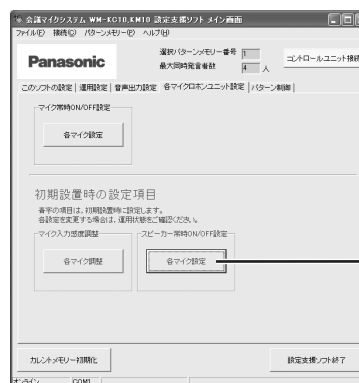 会議マイクシステム WM-KC10,KM10 設定支援ソフト メイン画面
ファイル(F) 接続(C) パターンメモリー(P) ヘルプ(H)
Panasonic
選択パターンメモリー番号 1
最大同時発言者数 4 人
コントロールユニット接続
このソフトの設定 運用設定 音声出力設定 各マイクロホンユニット設定 パターン制御
マイク常時ON/OFF設定
各マイク設定
初期設置時の設定項目
青字の項目は、初期設置時に設定します。
各設定を変更する場合は、運用状態をご確認ください。
マイク入力感度調整
スピーカー常時ON/OFF設定
各マイク調整
各マイク設定
カレントメモリー初期化
設定支援ソフト終了
オンライン COM1